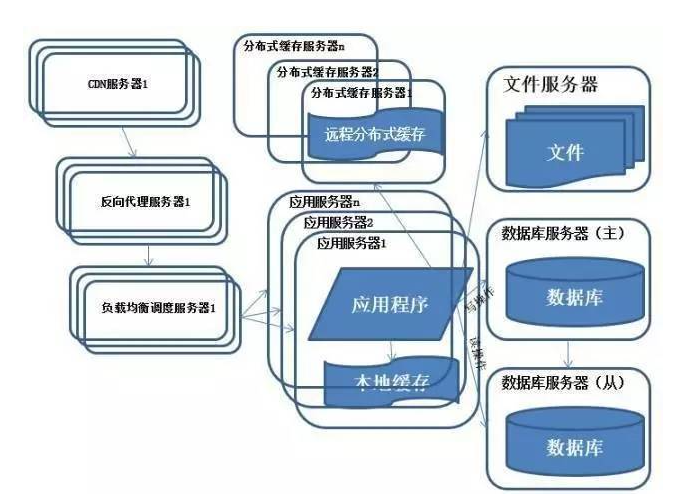 CDN服务器1
反向代理服务器1
负载均衡调度服务器1
分布式缓存服务器n
分布式缓存服务器2
分布式缓存服务器1
远程分布式缓存
应用服务器n
应用服务器2
应用服务器1
应用程序
本地缓存
写操作
读操作
文件服务器
文件
数据库服务器（主）
数据库
数据库服务器（从）
数据库